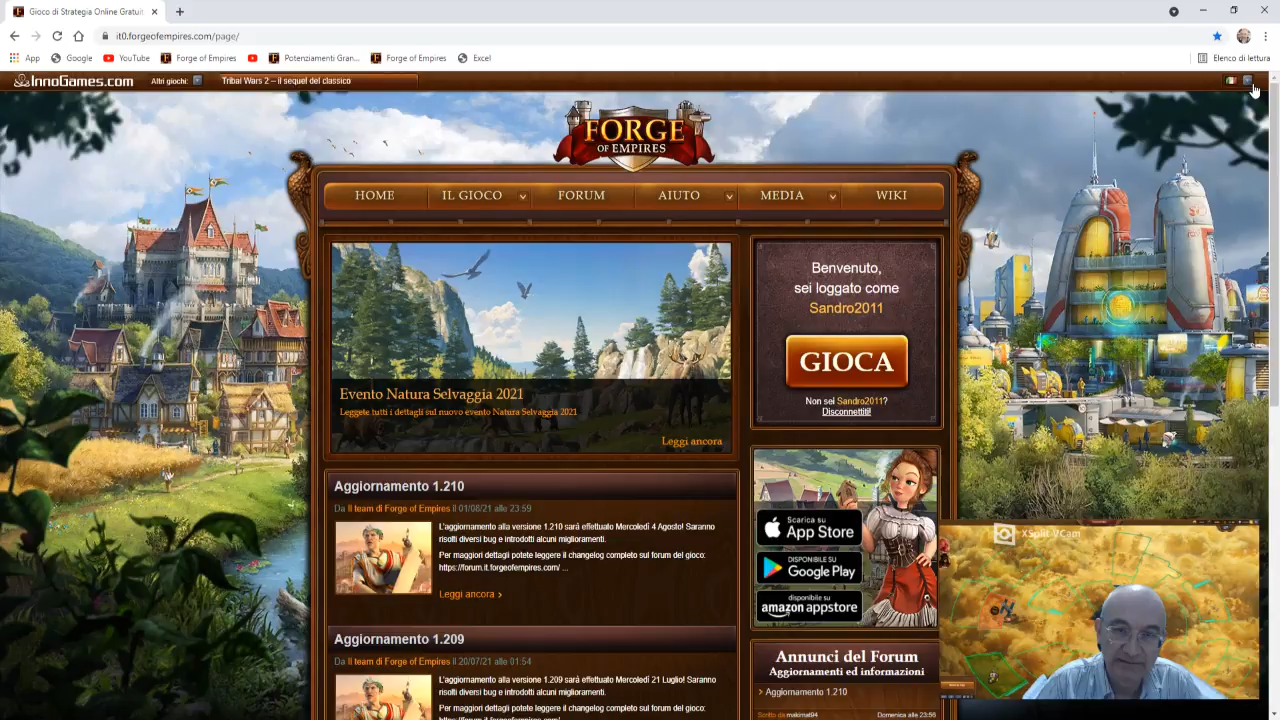 Gioco di Strategia Online Gratuit
it0.forgeofempires.com/page/
App
Google
YouTube
Forge of Empires
Potenziamenti Gran...
Forge of Empires
Excel
Elenco di lettura
InnoGames.com
Altri giochi:
Tribal Wars 2 – il sequel del classico
FORGE
OF EMPIRES
HOME
IL GIOCO
FORUM
AIUTO
MEDIA
WIKI
Evento Natura Selvaggia 2021
Leggete tutti i dettagli sul nuovo evento Natura Selvaggia 2021
Leggi ancora
Benvenuto,
sei loggato come
Sandro2011
GIOCA
Non sei Sandro2011?
Disconnettiti!
Aggiornamento 1.210
Da Il team di Forge of Empires il 01/08/21 alle 23:59
L'aggiornamento alla versione 1.210 sarà effettuato Mercoledì 4 Agosto! Saranno
risolti diversi bug e introdotti alcuni miglioramenti.
Per maggiori dettagli potete leggere il changelog completo sul forum del gioco:
https://forum.it.forgeofempires.com/ ...
Leggi ancora
Scarica su
App Store
DISPONIBILE SU
Google Play
disponibile su
amazon appstore
XSplit VCam
Aggiornamento 1.209
Da Il team di Forge of Empires il 20/07/21 alle 01:54
L'aggiornamento alla versione 1.209 sarà effettuato Mercoledì 21 Luglio! Saranno
risolti diversi bug e introdotti alcuni miglioramenti.
Per maggiori dettagli potete leggere il changelog completo sul forum del gioco:
Annunci del Forum
Aggiornamenti ed informazioni
Aggiornamento 1.210
Scritto da makimat94
Domenica alle 23:56